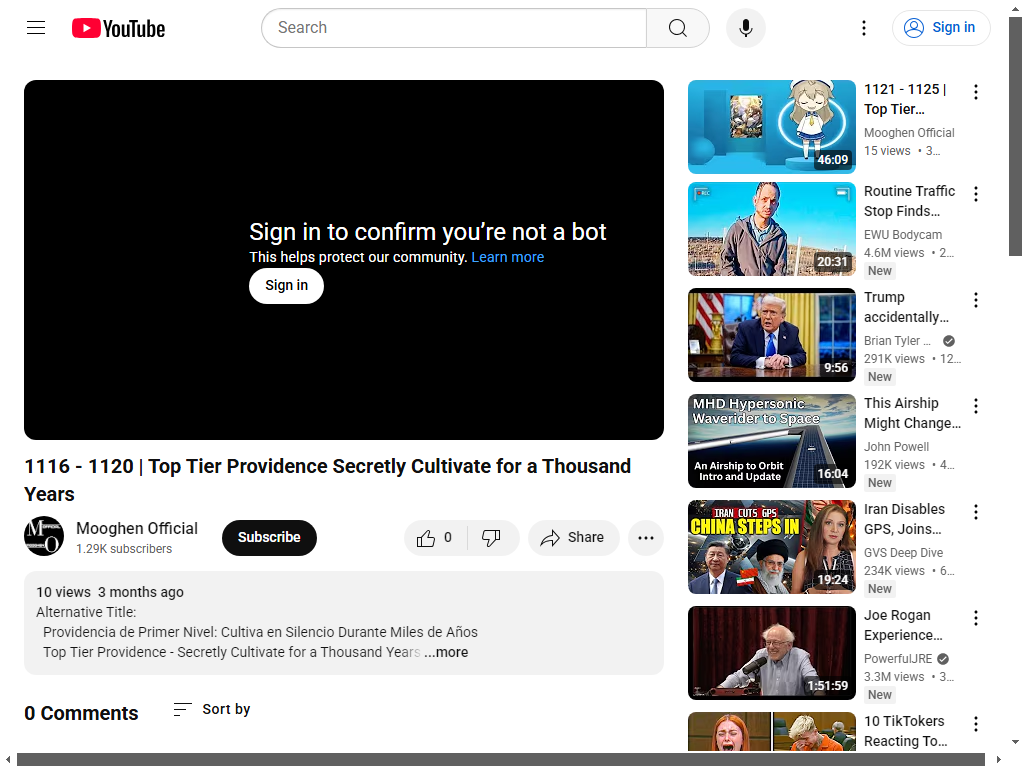 YouTube
Search
Sign in
Sign in to confirm you’re not a bot
This helps protect our community. Learn more
Sign in
1116 - 1120 | Top Tier Providence Secretly Cultivate for a Thousand
Years
Mooghen Official
1.29K subscribers
Subscribe
0
Share
10 views 3 months ago
Alternative Title:
Providencia de Primer Nivel: Cultiva en Silencio Durante Miles de Años
Top Tier Providence - Secretly Cultivate for a Thousand Years ...more
0 Comments
Sort by
46:09
1121 - 1125 |
Top Tier...
Mooghen Official
15 views • 3...
20:31
Routine Traffic
Stop Finds...
EWU Bodycam
4.6M views • 2...
New
9:56
Trump
accidentally...
Brian Tyler ...
291K views • 12...
New
MHD Hypersonic
Waverider to Space
An Airship to Orbit
Intro and Update
16:04
This Airship
Might Change...
John Powell
192K views • 4...
New
IRAN CUTS GPS
CHINA STEPS IN
19:24
Iran Disables
GPS, Joins...
GVS Deep Dive
234K views • 6...
New
1:51:59
Joe Rogan
Experience...
PowerfulJRE
3.3M views • 3...
New
10 TikTokers
Reacting To...